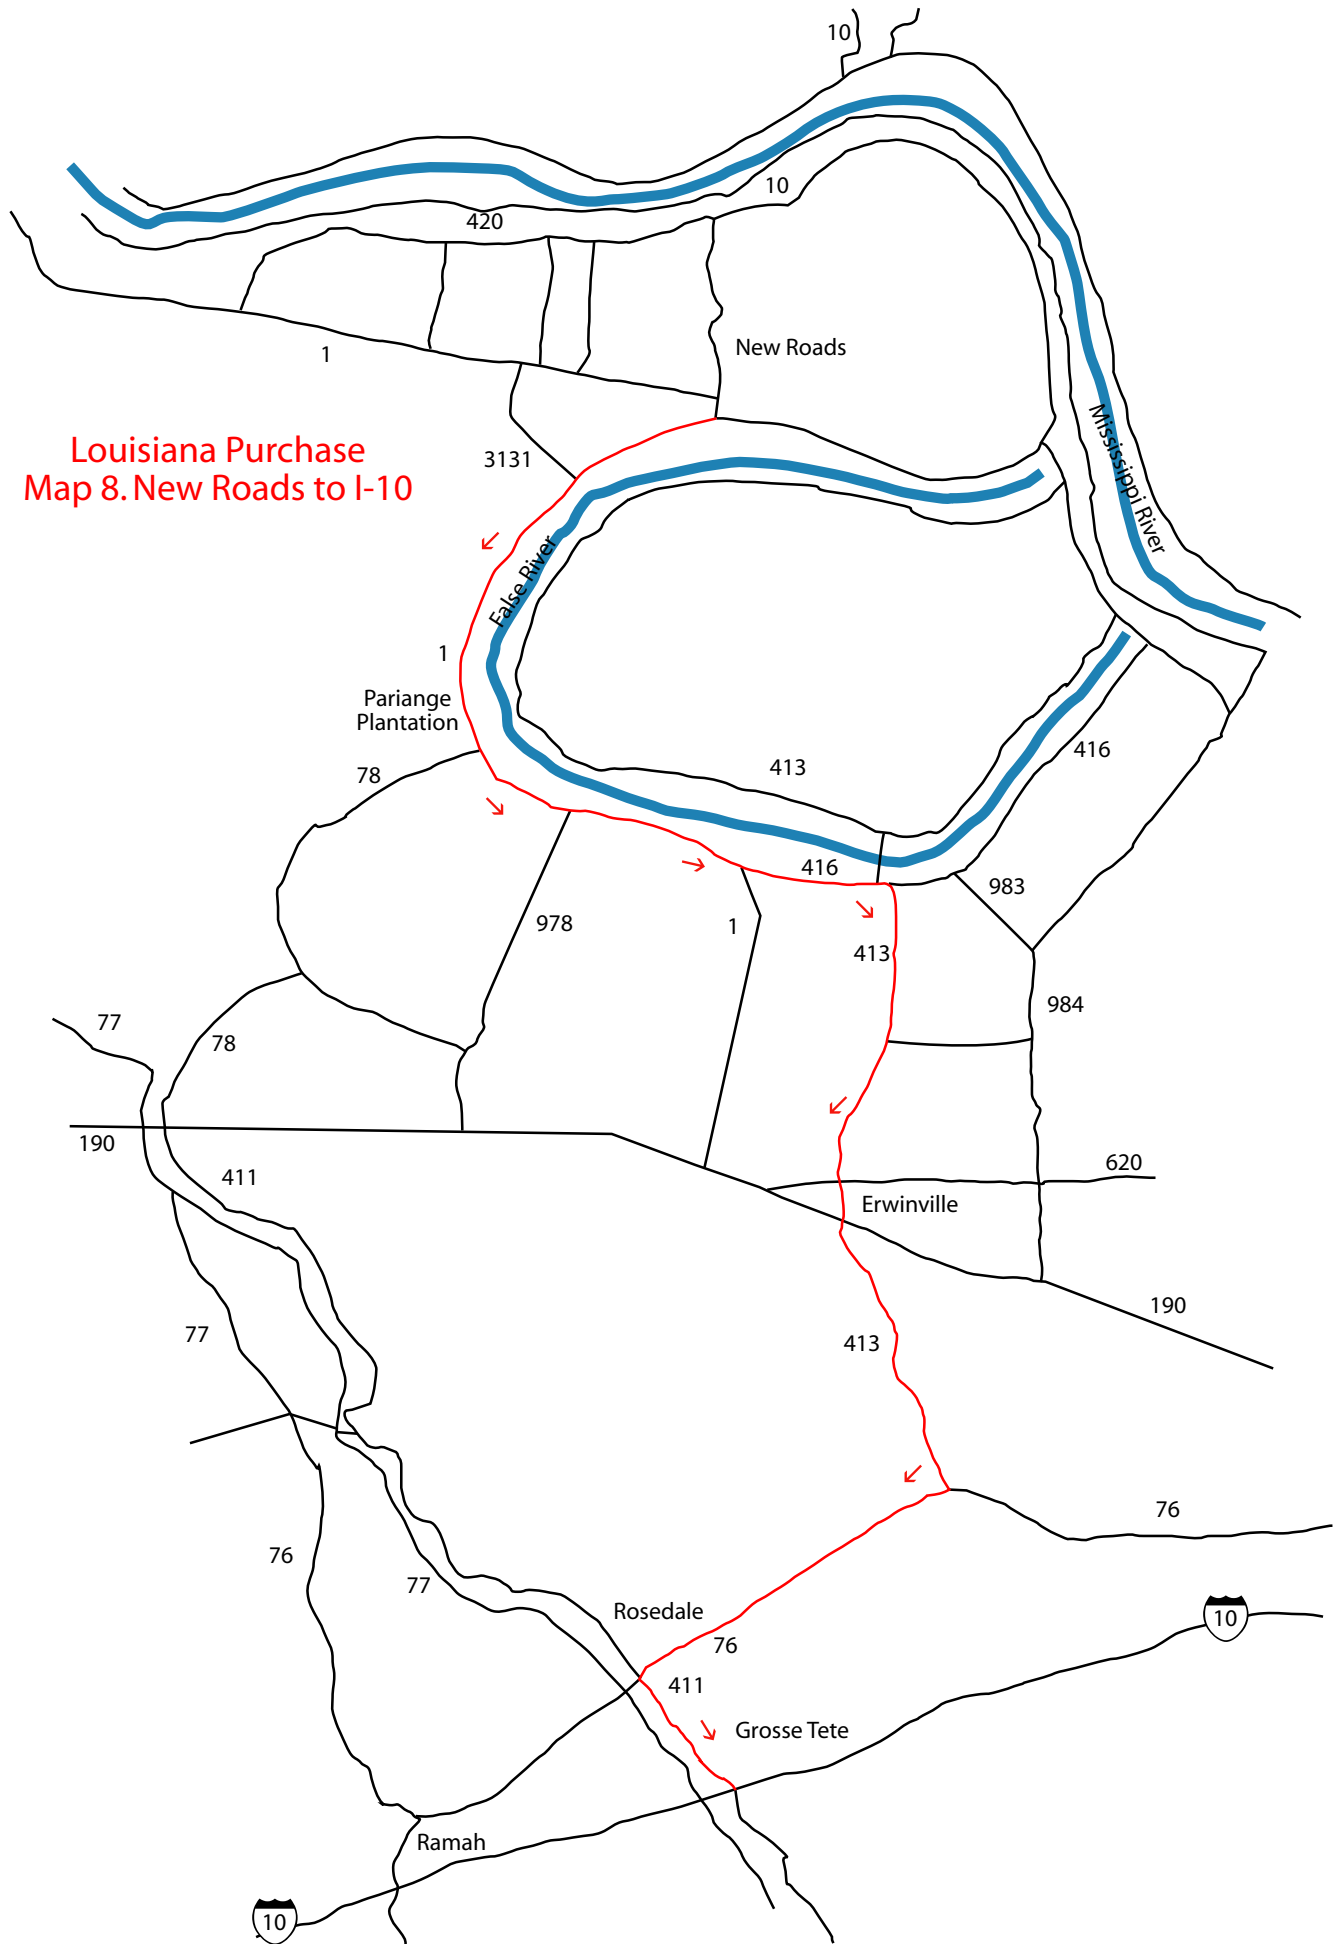 10
10
420
1
New Roads
Louisiana Purchase
Map 8. New Roads to I-10
3131
Mississippi River
False River
1
Pariange
Plantation
78
413
416
416
983
978
1
413
984
77
78
190
411
620
Erwinville
190
77
413
76
76
77
Rosedale
10
76
411
Grosse Tete
Ramah
10